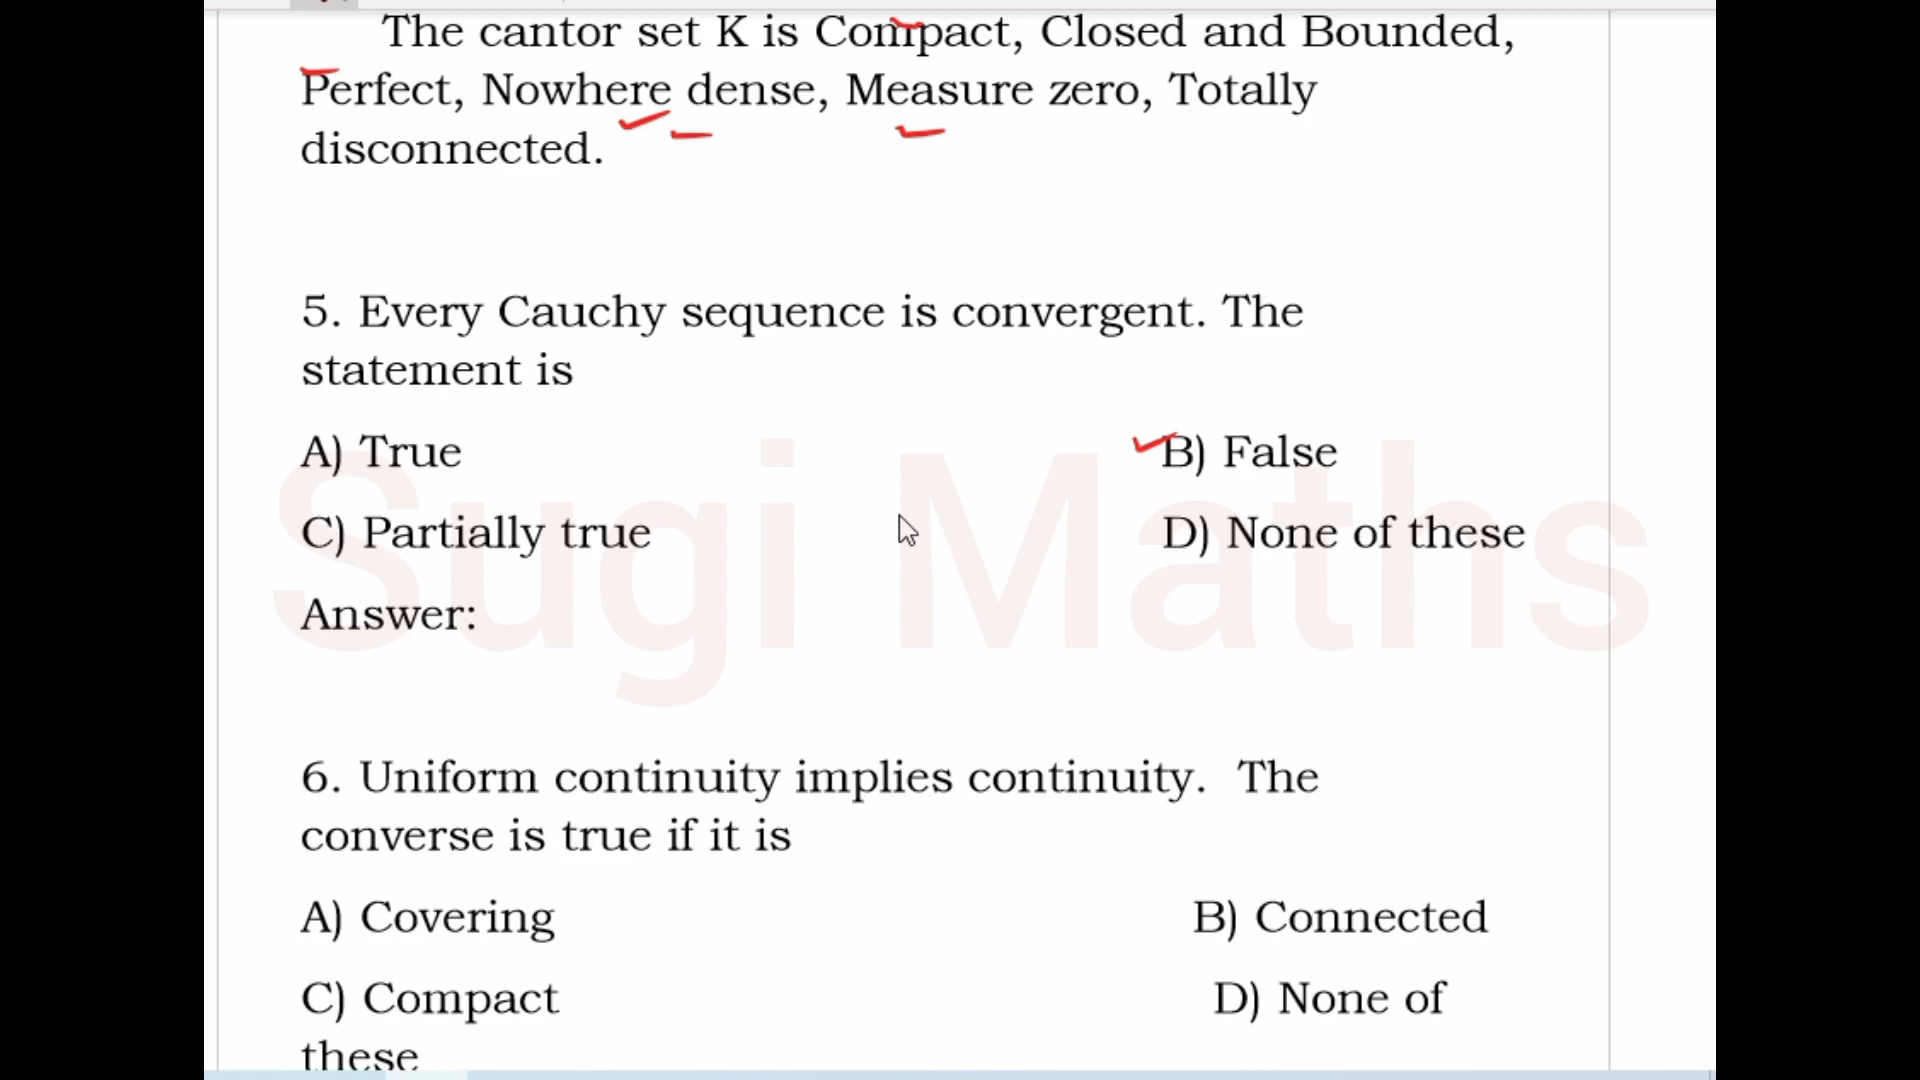 The cantor set K is Compact, Closed and Bounded,
Perfect, Nowhere dense, Measure zero, Totally
disconnected.
5. Every Cauchy sequence is convergent. The
statement is
A) True B) False
C) Partially true D) None of these
Answer:
Sugi Maths
6. Uniform continuity implies continuity. The
converse is true if it is
A) Covering B) Connected
C) Compact D) None of
these